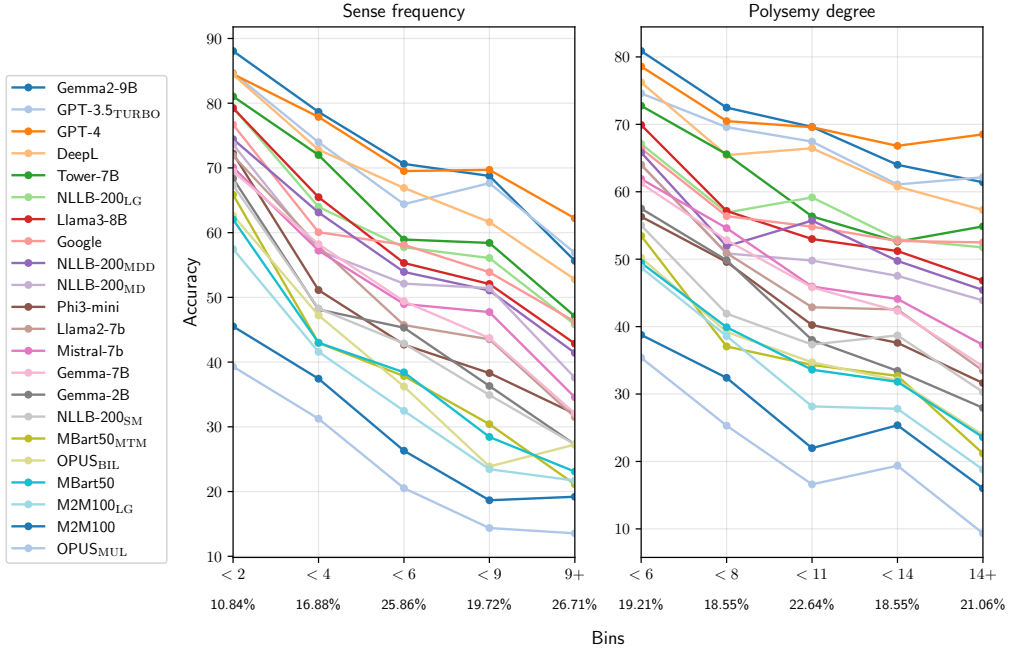 Sense frequency
Polysemy degree
Gemma2-9B
GPT-3.5TURBO
GPT-4
DeepL
Tower-7B
NLLB-200LG
Llama3-8B
Google
NLLB-200MDD
NLLB-200MD
Phi3-mini
Llama2-7b
Mistral-7b
Gemma-7B
Gemma-2B
NLLB-200SM
MBart50MTM
OPUSBIL
MBart50
M2M100LG
M2M100
OPUSMUL
Accuracy
90
80
70
60
50
40
30
20
10
< 2 < 4 < 6 < 9 9+
10.84% 16.88% 25.86% 19.72% 26.71%
80
70
60
50
40
30
20
10
< 6 < 8 < 11 < 14 14+
19.21% 18.55% 22.64% 18.55% 21.06%
Bins